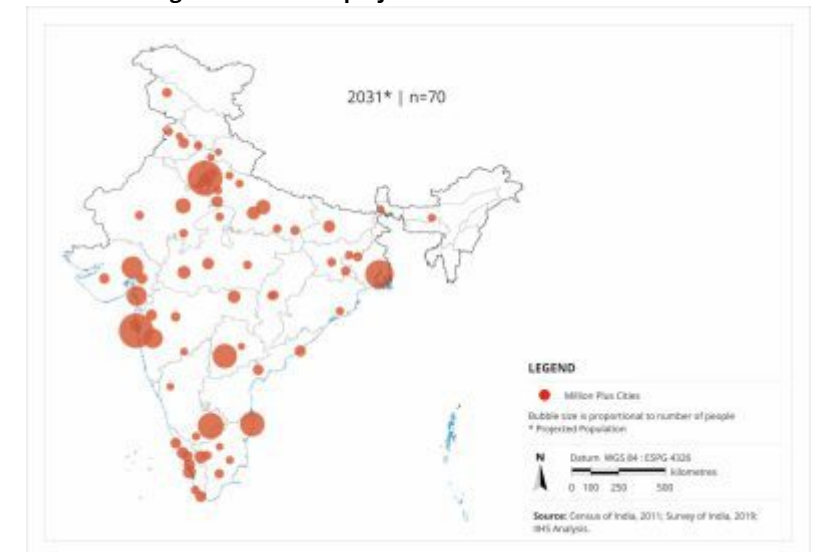 2031* | n=70
LEGEND
Million Plus Cities
Bubble size is proportional to number of people
* Projected Population
N
Datum WGS 84 : ESPG 4326
kilometres
0 100 250 500
Source: Census of India, 2011; Survey of India, 2019;
IIHS Analysis.